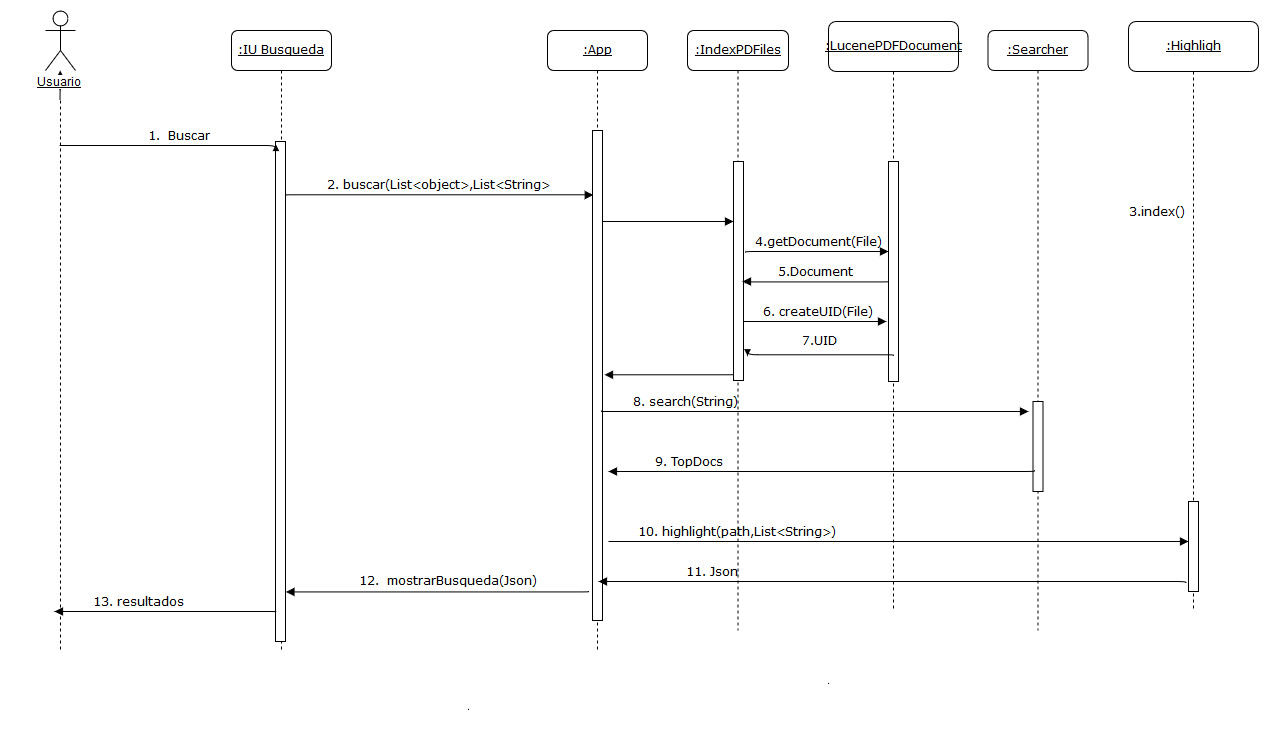 :IU Busqueda
:App
:IndexPDFiles
:LucenePDFDocument
:Searcher
:Highligh
Usuario
1.  Buscar
2. buscar(List<object>,List<String>
3.index()
4.getDocument(File)
5.Document
6. createUID(File)
7.UID
8. search(String)
9. TopDocs
10. highlight(path,List<String>)
11. Json
12.  mostrarBusqueda(Json)
13. resultados